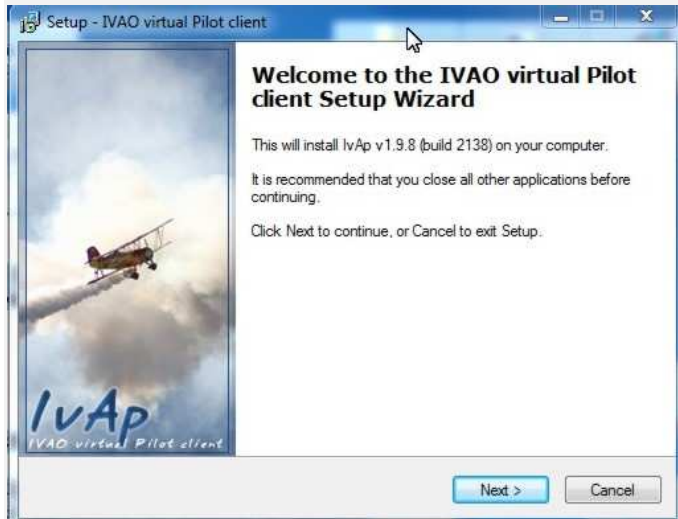 Setup - IVAO virtual Pilot client
Welcome to the IVAO virtual Pilot
client Setup Wizard
This will install IvAp v1.9.8 (build 2138) on your computer.
It is recommended that you close all other applications before
continuing.
Click Next to continue, or Cancel to exit Setup.
IvAp
IVAO virtual Pilot client
Next >
Cancel